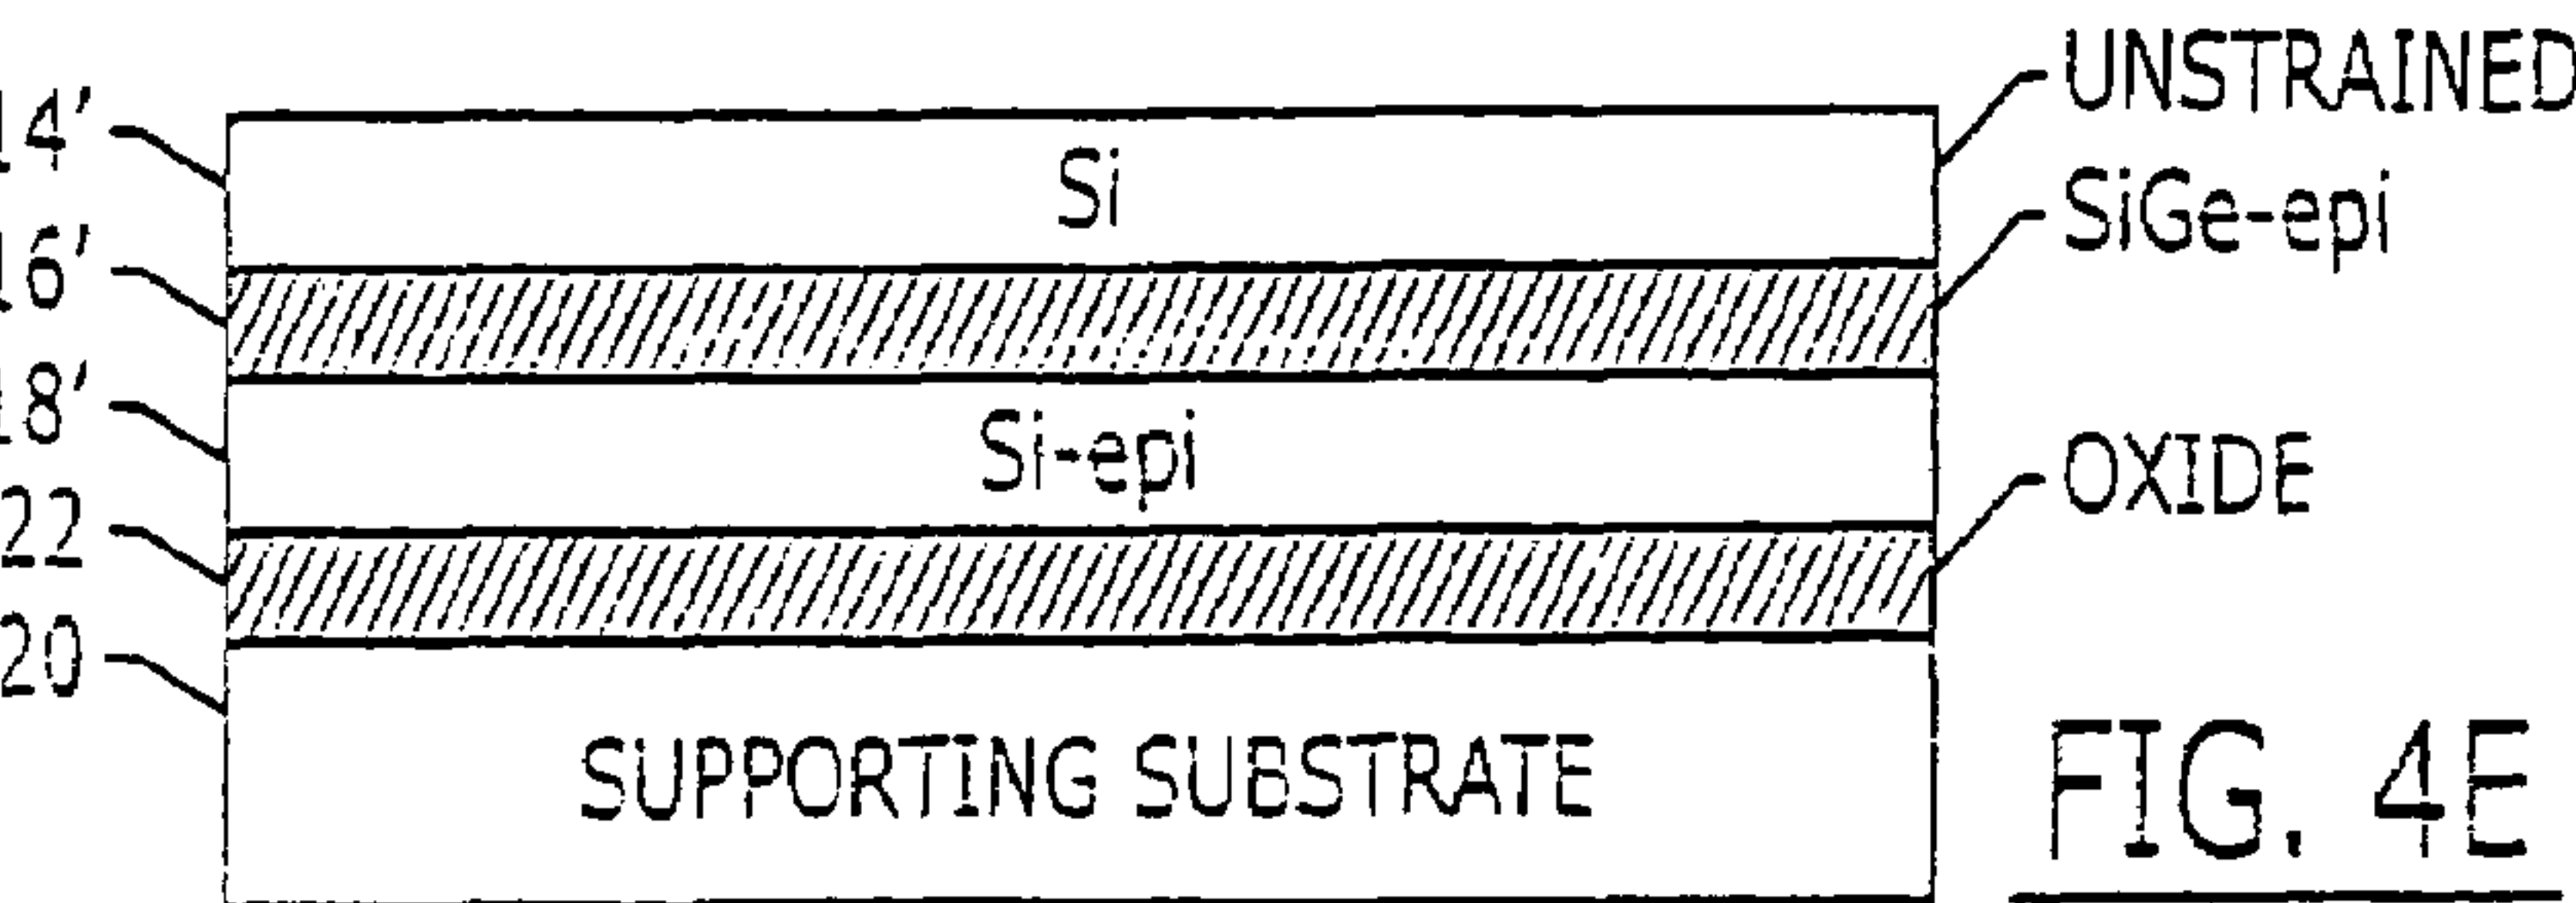 14' UNSTRAINED
Si
16' SiGe-epi
18' Si-epi
22 OXIDE
20 SUPPORTING SUBSTRATE
FIG. 4E